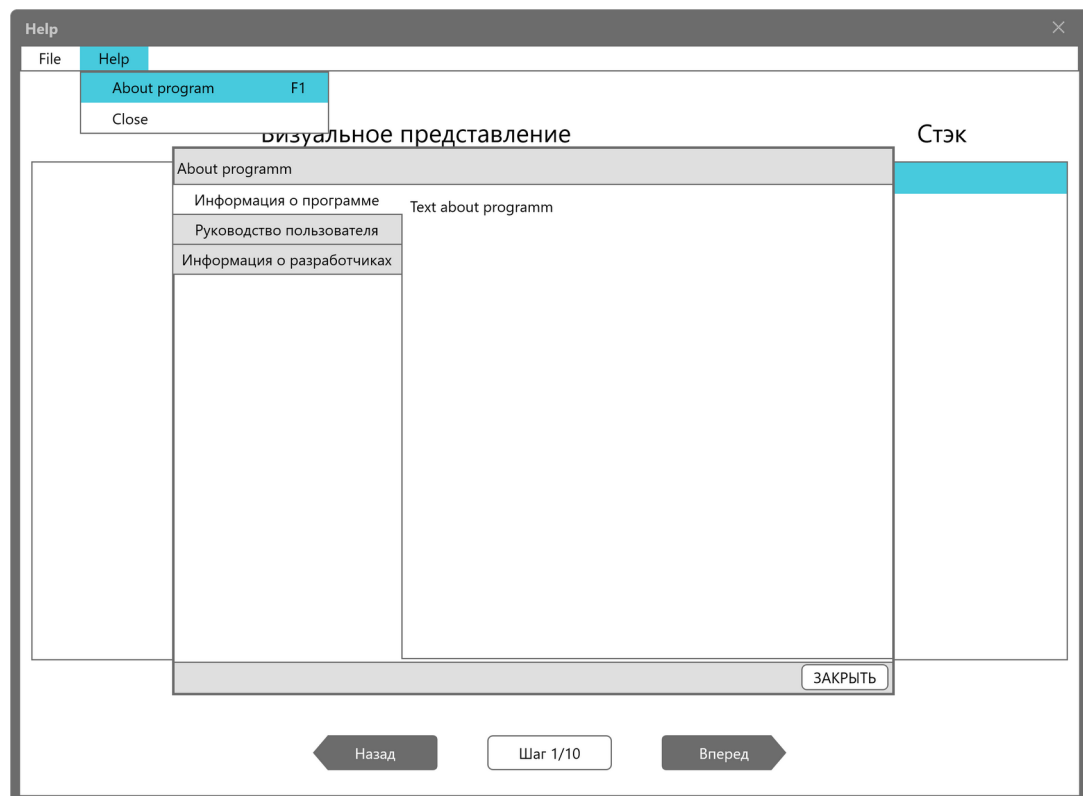 Help
File Help
About program F1
Close
Визуальное представление Стэк
About programm
Информация о программе
Text about programm
Руководство пользователя
Информация о разработчиках
ЗАКРЫТЬ
Назад Шаг 1/10 Вперед